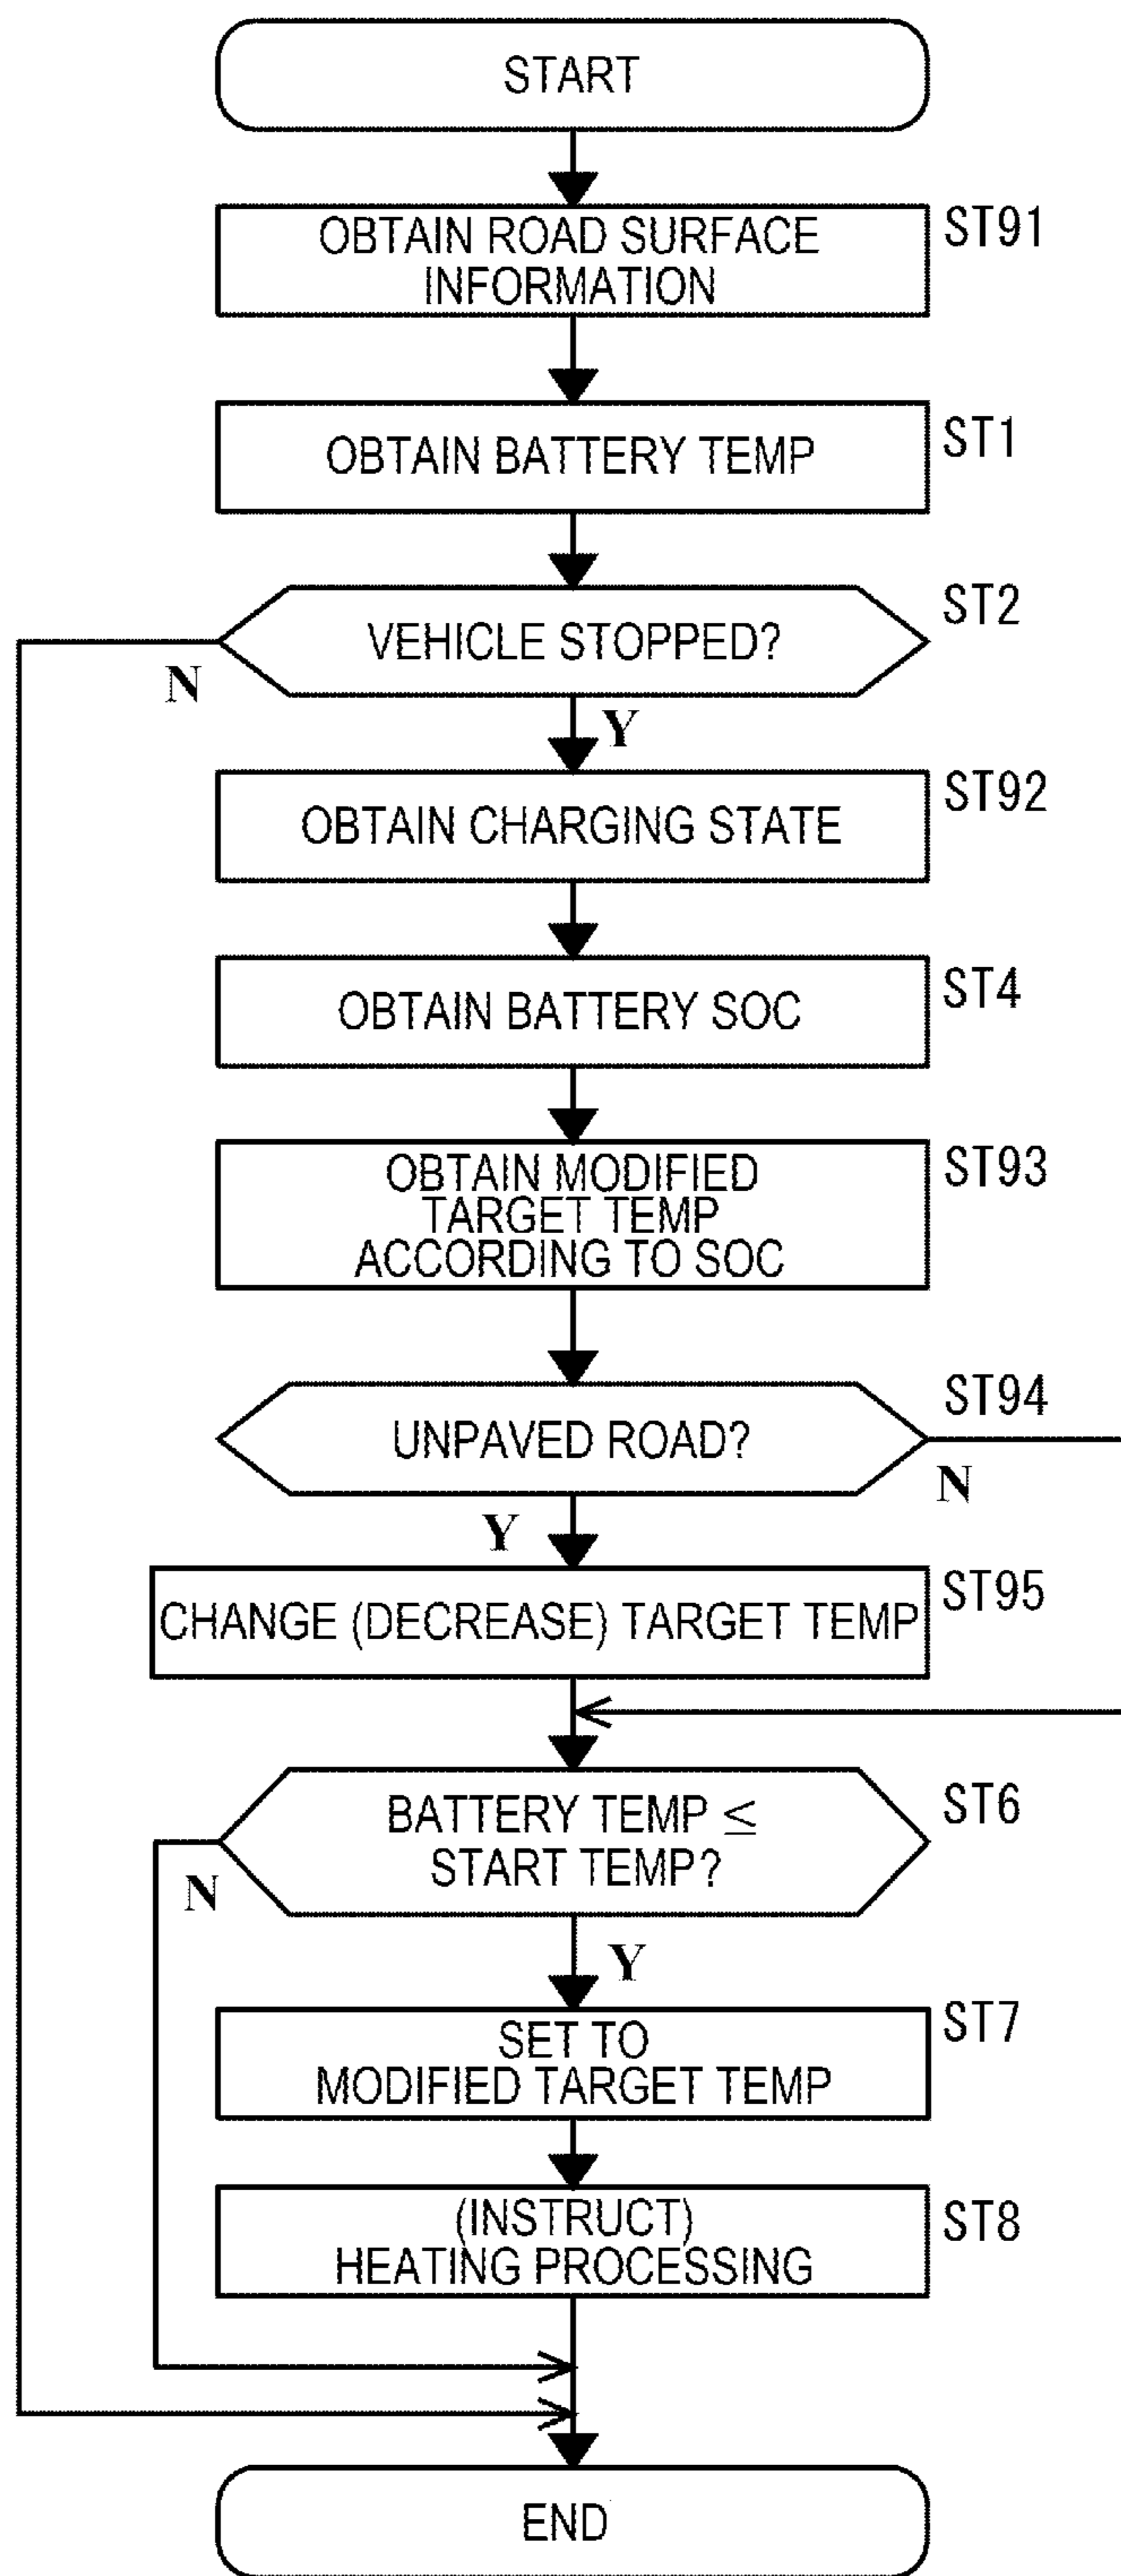 START
OBTAIN ROAD SURFACE
INFORMATION
ST91
OBTAIN BATTERY TEMP
ST1
VEHICLE STOPPED?
ST2
N
Y
OBTAIN CHARGING STATE
ST92
OBTAIN BATTERY SOC
ST4
OBTAIN MODIFIED
TARGET TEMP
ACCORDING TO SOC
ST93
UNPAVED ROAD?
ST94
N
Y
CHANGE (DECREASE) TARGET TEMP
ST95
BATTERY TEMP ≤
START TEMP?
ST6
N
Y
SET TO
MODIFIED TARGET TEMP
ST7
(INSTRUCT)
HEATING PROCESSING
ST8
END